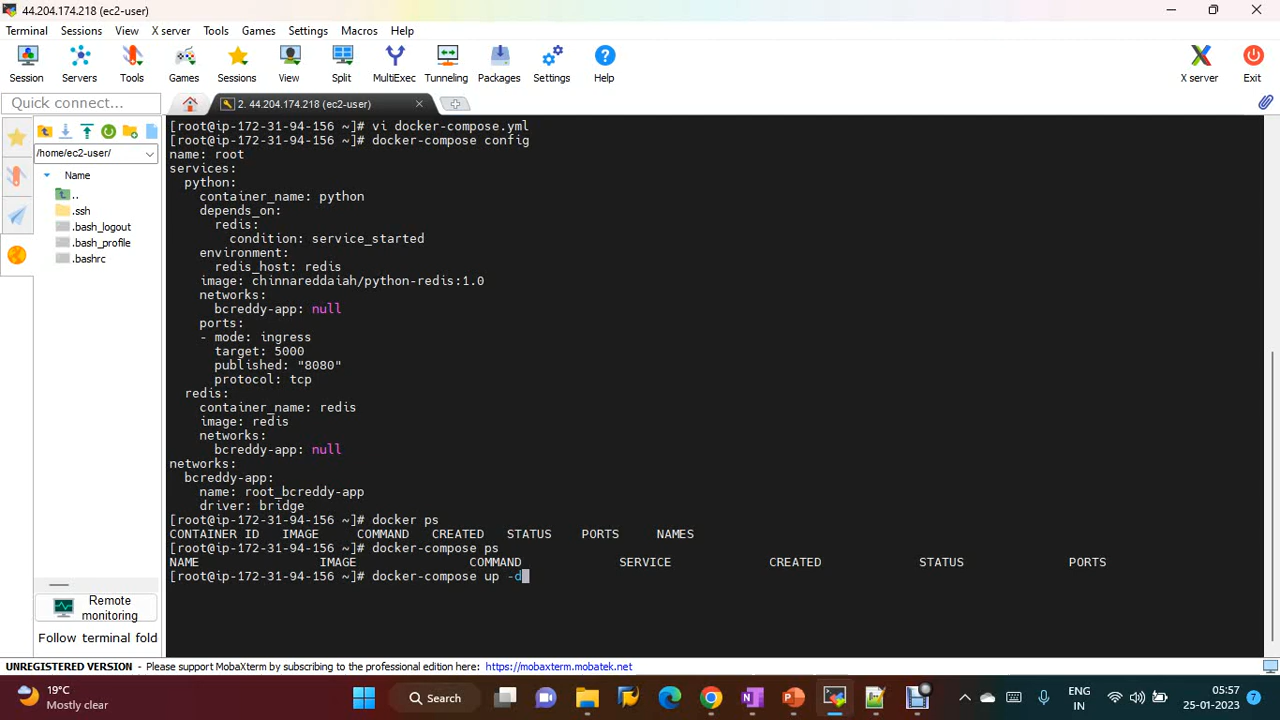 44.204.174.218 (ec2-user)
Terminal Sessions View X server Tools Games Settings Macros Help
Session Servers Tools Games Sessions View Split MultiExec Tunneling Packages Settings Help X server Exit
Quick connect...
2. 44.204.174.218 (ec2-user)
/home/ec2-user/
Name
..
.ssh
.bash_logout
.bash_profile
.bashrc
[root@ip-172-31-94-156 ~]# vi docker-compose.yml
[root@ip-172-31-94-156 ~]# docker-compose config
name: root
services:
  python:
    container_name: python
    depends_on:
      redis:
        condition: service_started
    environment:
      redis_host: redis
    image: chinnareddaiah/python-redis:1.0
    networks:
      bcreddy-app: null
    ports:
    - mode: ingress
      target: 5000
      published: "8080"
      protocol: tcp
  redis:
    container_name: redis
    image: redis
    networks:
      bcreddy-app: null
networks:
  bcreddy-app:
    name: root_bcreddy-app
    driver: bridge
[root@ip-172-31-94-156 ~]# docker ps
CONTAINER ID   IMAGE     COMMAND   CREATED   STATUS    PORTS     NAMES
[root@ip-172-31-94-156 ~]# docker-compose ps
NAME                IMAGE               COMMAND             SERVICE             CREATED             STATUS              PORTS
[root@ip-172-31-94-156 ~]# docker-compose up -d
Remote
monitoring
Follow terminal fold
UNREGISTERED VERSION - Please support MobaXterm by subscribing to the professional edition here: https://mobaxterm.mobatek.net
19°C
Mostly clear
Search
ENG
IN
05:57
25-01-2023
7